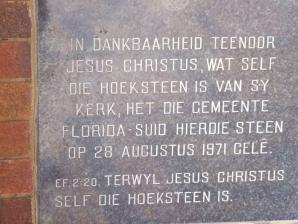 IN DANKBAARHEID TEENOOR
JESUS CHRISTUS, WAT SELF
DIE HOEKSTEEN IS VAN SY
KERK, HET DIE GEMEENTE
FLORIDA-SUID HIERDIE STEEN
OP 28 AUGUSTUS 1971 GELÊ.
EF. 2:20. TERWYL JESUS CHRISTUS
SELF DIE HOEKSTEEN IS.